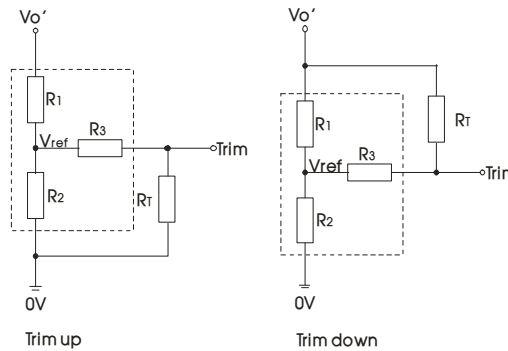 Vo'
R1
Vref
R3
Trim
R2
RT
0V
Trim up
Vo'
R1
RT
Vref
R3
Trim
R2
0V
Trim down